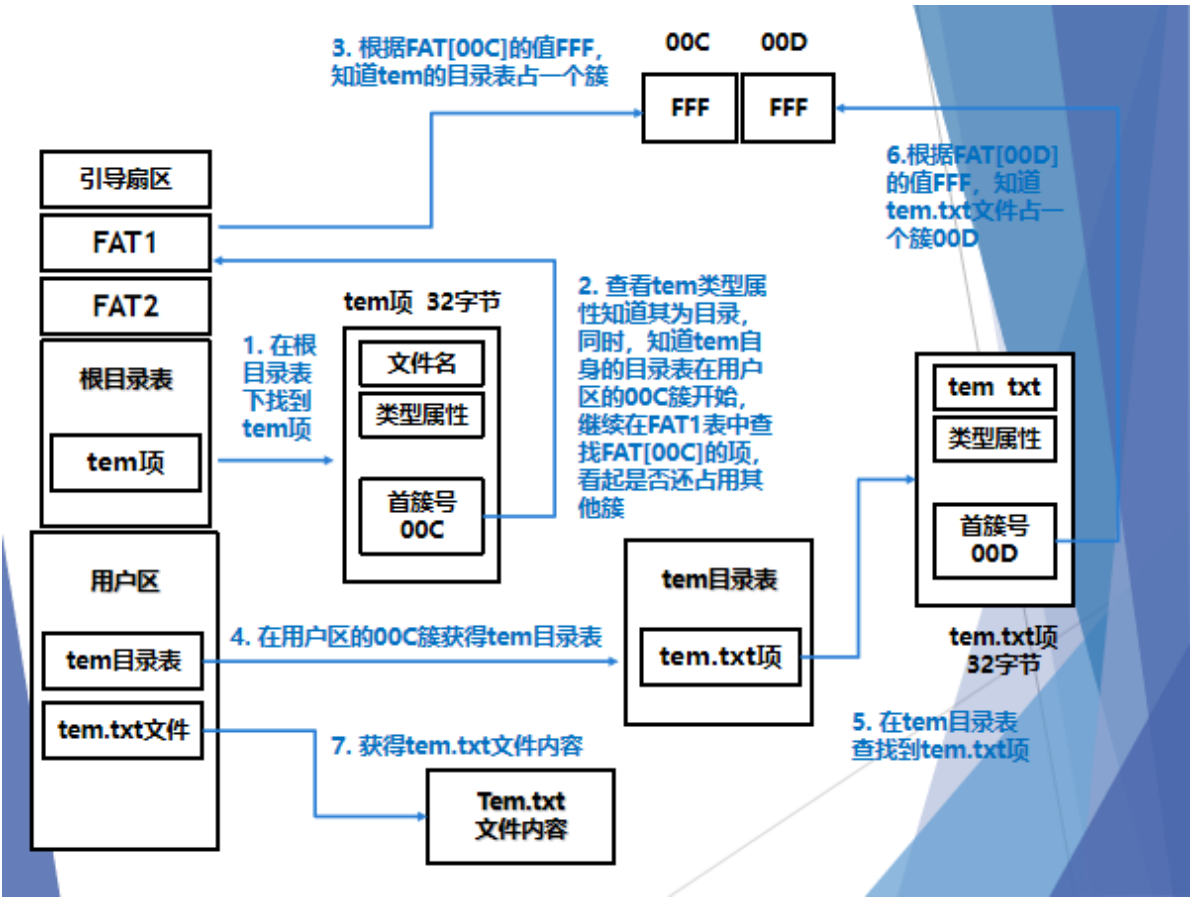 3. 根据FAT[00C]的值FFF,
知道tem的目录表占一个簇
00C 00D
FFF FFF
引导扇区
FAT1
FAT2
根目录表
tem项
1. 在根
目录表
下找到
tem项
tem项 32字节
文件名
类型属性
首簇号
00C
2. 查看tem类型属
性知道其为目录,
同时，知道tem自
身的目录表在用户
区的00C簇开始,
继续在FAT1表中查
找FAT[00C]的项,
看起是否还占用其
他簇
6.根据FAT[00D]
的值FFF，知道
tem.txt文件占一
个簇00D
tem txt
类型属性
首簇号
00D
tem.txt项
32字节
用户区
tem目录表
tem.txt文件
4. 在用户区的00C簇获得tem目录表
tem目录表
tem.txt项
5. 在tem目录表
查找到tem.txt项
7. 获得tem.txt文件内容
Tem.txt
文件内容